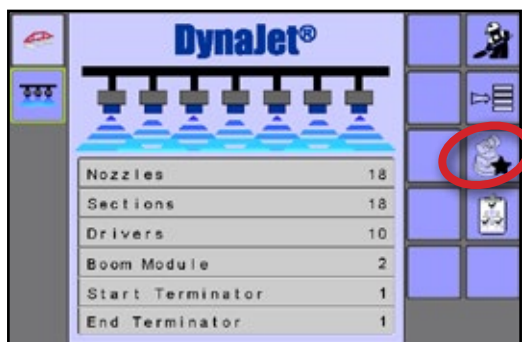 DynaJet®
Nozzles 18
Sections 18
Drivers 10
Boom Module 2
Start Terminator 1
End Terminator 1